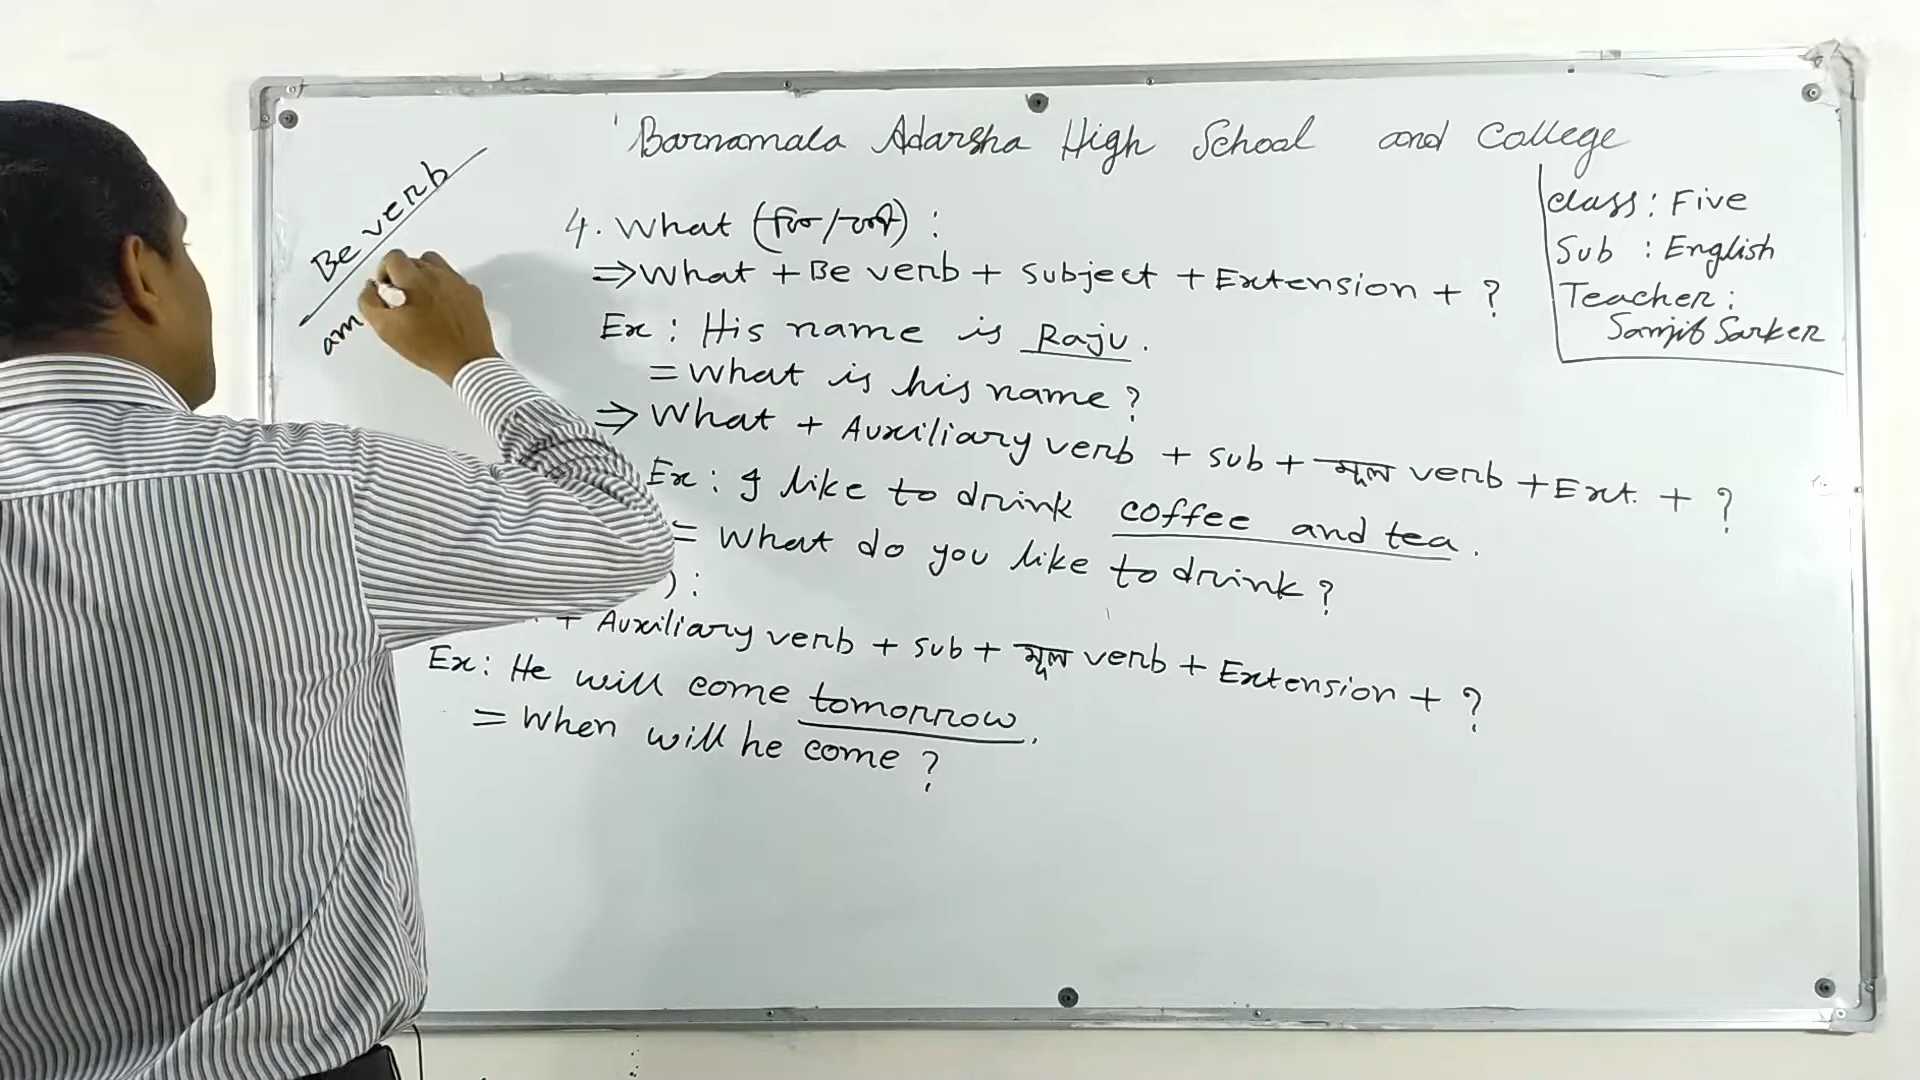 Barnamala Adarsha High School and College
Class: Five
Sub : English
Teacher:
Sanjib Sarker
Be verb
am
4. What (কি/কী) :
⇒ What + Be verb + Subject + Extension + ?
Ex : His name is Raju.
= What is his name?
⇒ What + Auxiliary verb + sub + মূল verb + Ext. + ?
Ex : I like to drink coffee and tea.
= What do you like to drink?
) :
+ Auxiliary verb + sub + মূল verb + Extension + ?
Ex : He will come tomorrow.
= When will he come ?